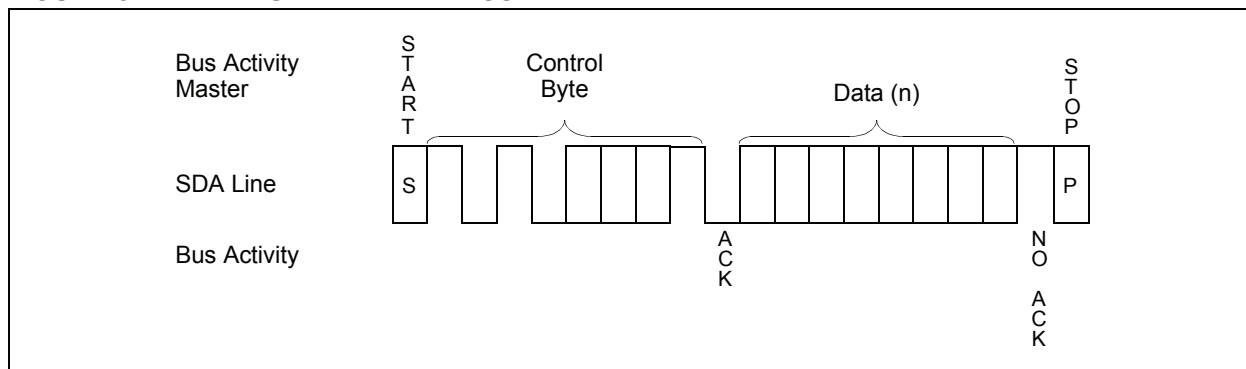 START
Bus Activity
Master
Control
Byte
Data (n)
STOP
SDA Line
S
P
Bus Activity
ACK
NO ACK